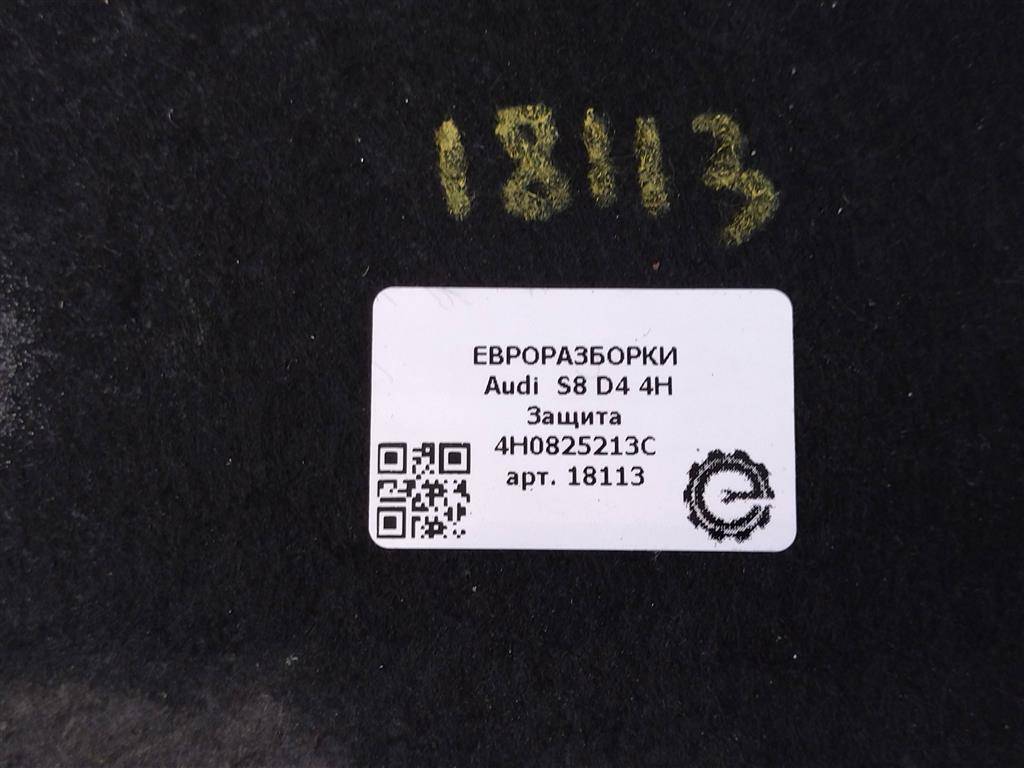 18113
ЕВРОРАЗБОРКИ
Audi S8 D4 4H
Защита
4H0825213C
арт. 18113